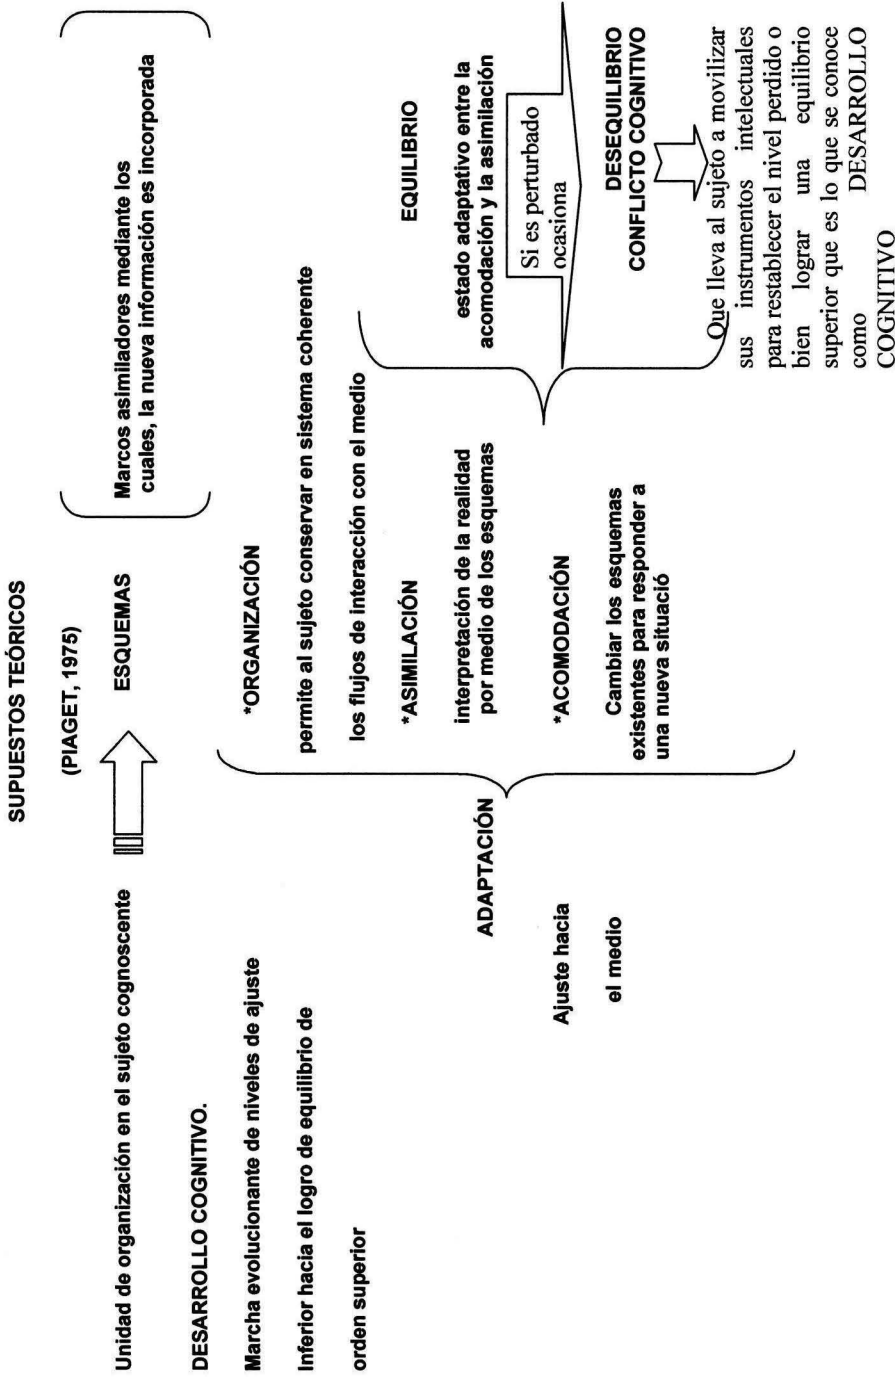 SUPUESTOS TEÓRICOS
(PIAGET, 1975)
Unidad de organización en el sujeto cognoscente
ESQUEMAS
Marcos asimiladores mediante los
cuales, la nueva información es incorporada
DESARROLLO COGNITIVO.
Marcha evolucionante de niveles de ajuste
Inferior hacia el logro de equilibrio de
orden superior
ADAPTACIÓN
Ajuste hacia
el medio
*ORGANIZACIÓN
permite al sujeto conservar en sistema coherente
los flujos de interacción con el medio
*ASIMILACIÓN
interpretación de la realidad
por medio de los esquemas
*ACOMODACIÓN
Cambiar los esquemas
existentes para responder a
una nueva situació
EQUILIBRIO
estado adaptativo entre la
acomodación y la asimilación
Si es perturbado
ocasiona
DESEQUILIBRIO
CONFLICTO COGNITIVO
Que lleva al sujeto a movilizar
sus instrumentos intelectuales
para restablecer el nivel perdido o
bien lograr una equilibrio
superior que es lo que se conoce
como DESARROLLO
COGNITIVO